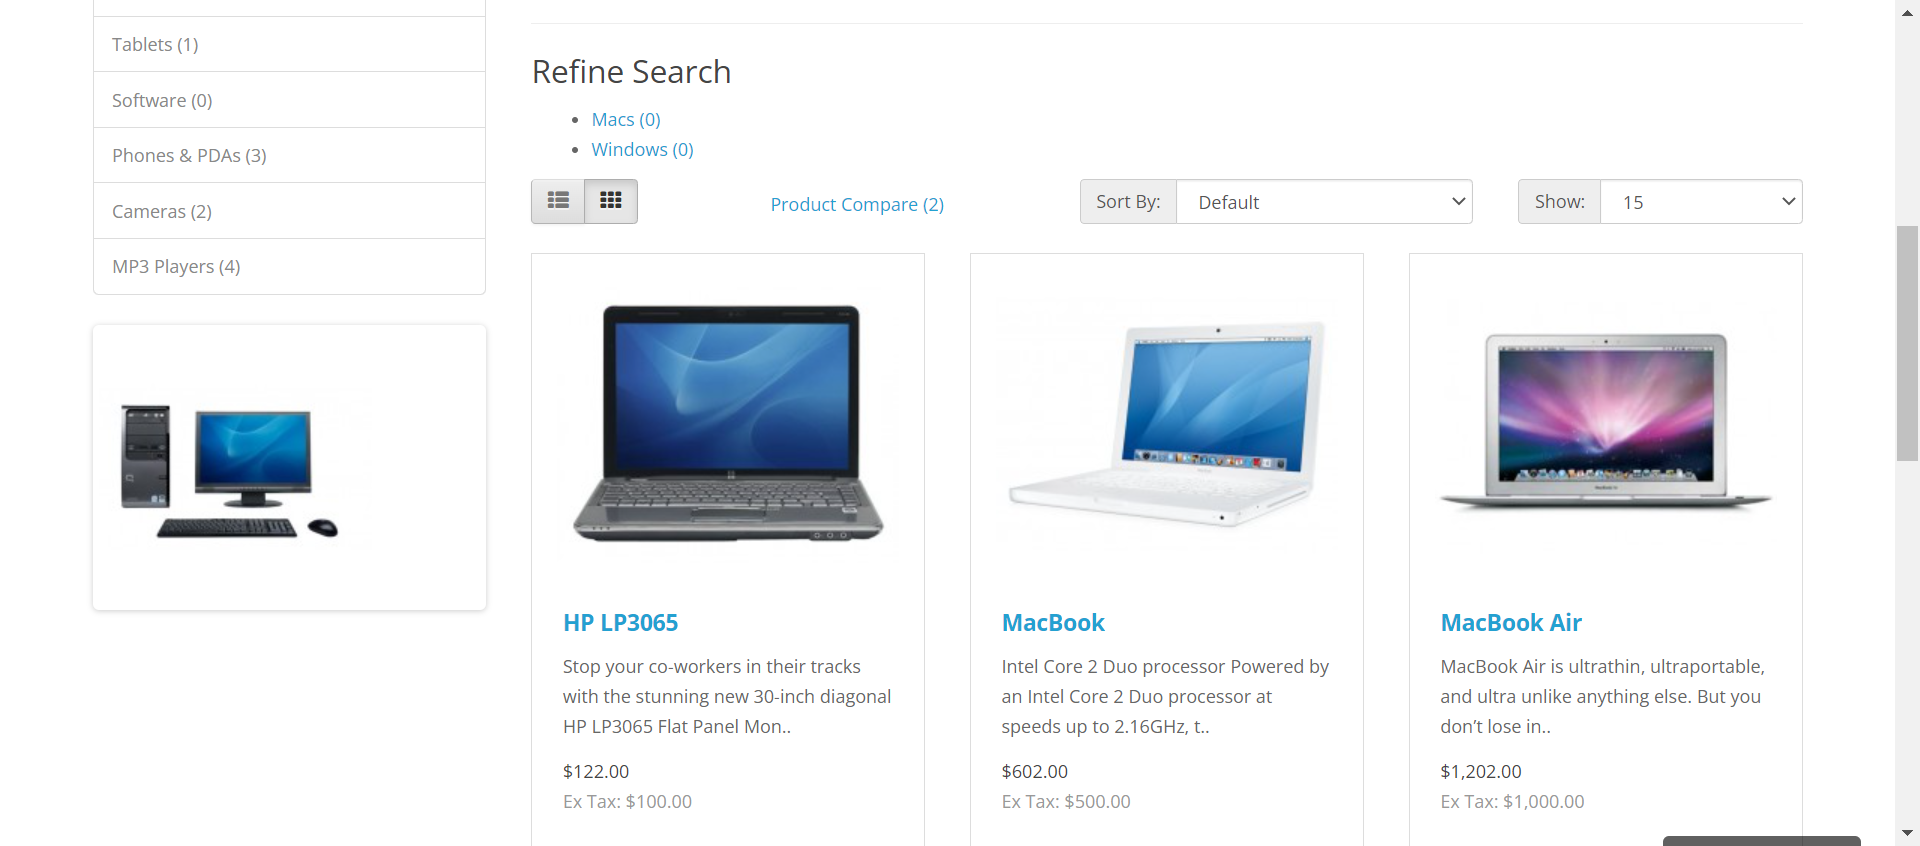 Tablets (1)
Software (0)
Phones & PDAs (3)
Cameras (2)
MP3 Players (4)
Refine Search
Macs (0)
Windows (0)
Product Compare (2)
Sort By:
Default
Show:
15
HP LP3065
Stop your co-workers in their tracks
with the stunning new 30-inch diagonal
HP LP3065 Flat Panel Mon..
$122.00
Ex Tax: $100.00
MacBook
Intel Core 2 Duo processor Powered by
an Intel Core 2 Duo processor at
speeds up to 2.16GHz, t..
$602.00
Ex Tax: $500.00
MacBook Air
MacBook Air is ultrathin, ultraportable,
and ultra unlike anything else. But you
don’t lose in..
$1,202.00
Ex Tax: $1,000.00